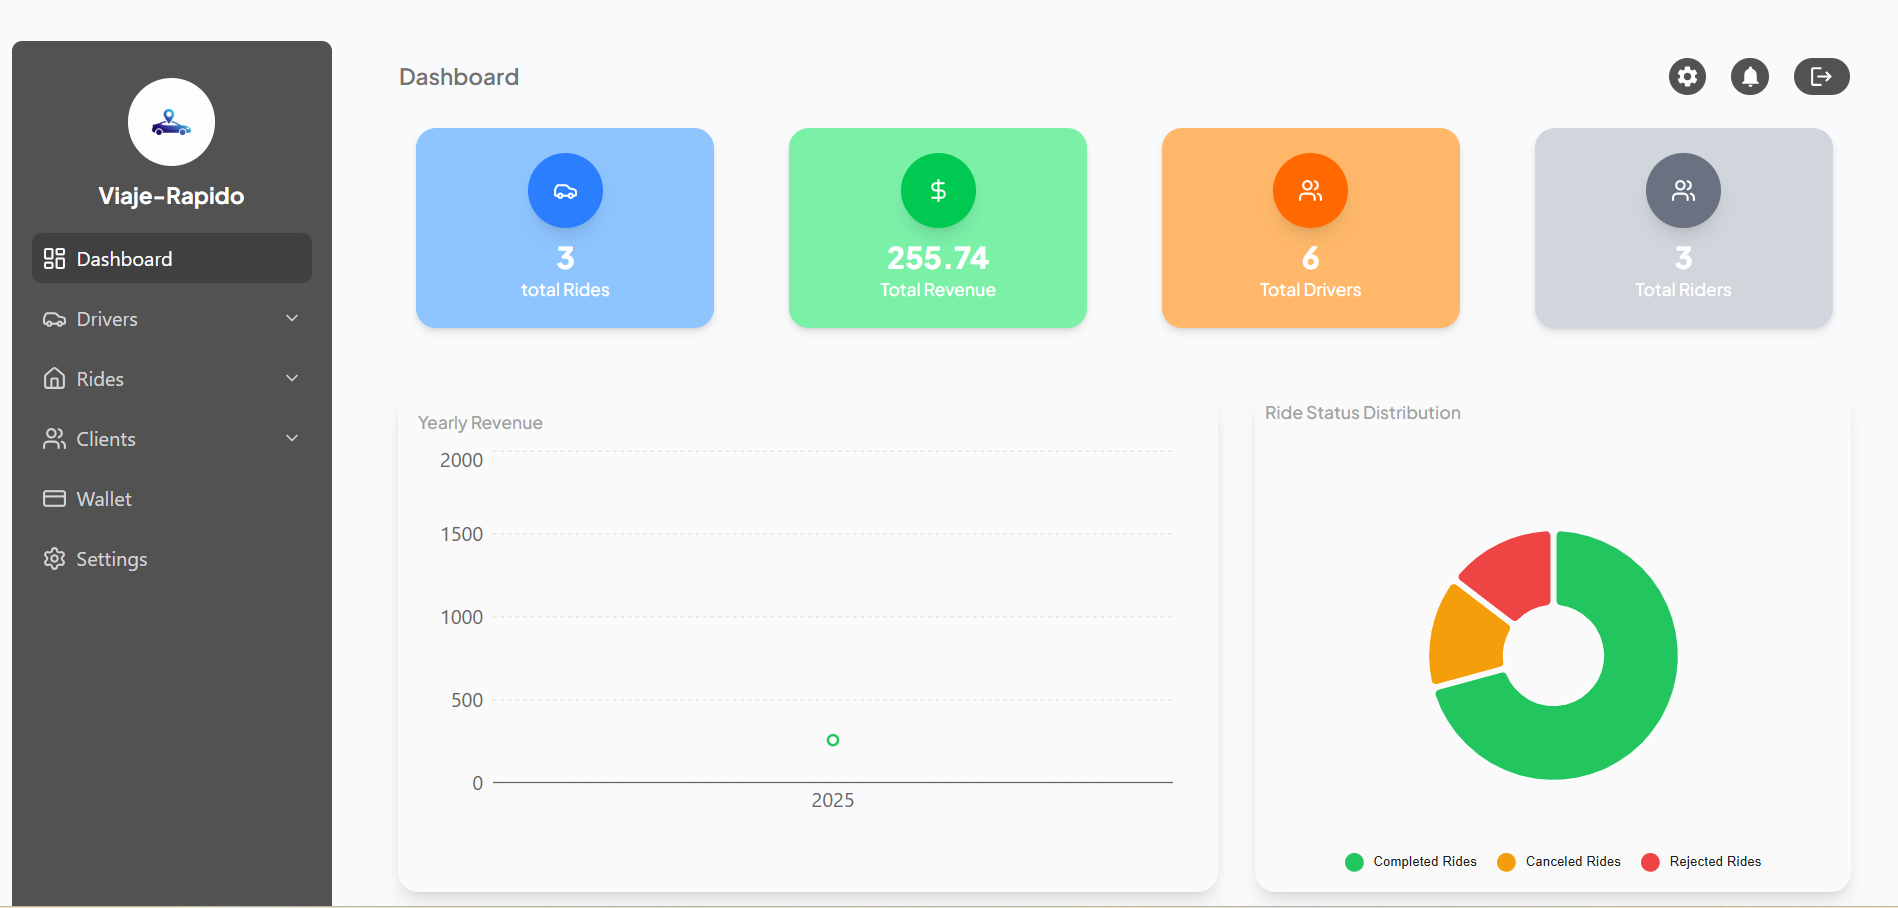 Viaje-Rapido
Dashboard
Drivers
Rides
Clients
Wallet
Settings
Dashboard
3
total Rides
255.74
Total Revenue
6
Total Drivers
3
Total Riders
Yearly Revenue
2000
1500
1000
500
0
2025
Ride Status Distribution
Completed Rides
Canceled Rides
Rejected Rides